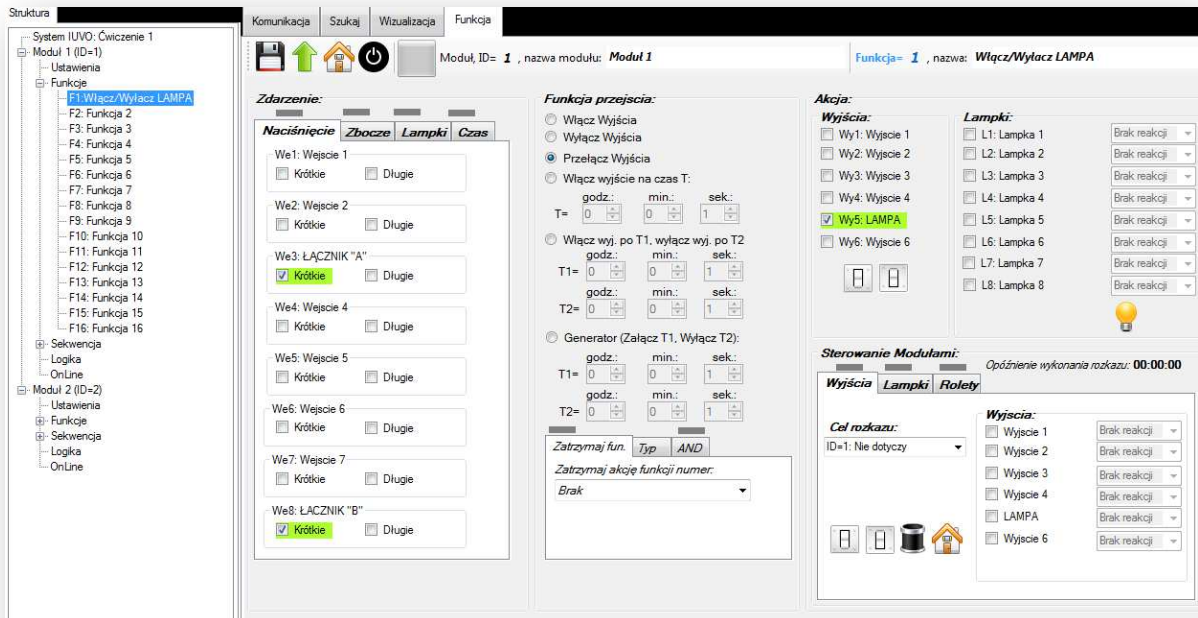 Struktura
System IUVO: Ćwiczenie 1
Moduł 1 (ID=1)
Ustawienia
Funkcje
F1:Włącz/Wyłacz LAMPA
F2: Funkcja 2
F3: Funkcja 3
F4: Funkcja 4
F5: Funkcja 5
F6: Funkcja 6
F7: Funkcja 7
F8: Funkcja 8
F9: Funkcja 9
F10: Funkcja 10
F11: Funkcja 11
F12: Funkcja 12
F13: Funkcja 13
F14: Funkcja 14
F15: Funkcja 15
F16: Funkcja 16
Sekwencja
Logika
OnLine
Moduł 2 (ID=2)
Ustawienia
Funkcje
Sekwencja
Logika
OnLine
Komunikacja Szukaj Wizualizacja Funkcja
Moduł, ID= 1 , nazwa modułu: Moduł 1
Funkcja= 1 , nazwa: Włącz/Wyłacz LAMPA
Zdarzenie:
Naciśnięcie Zbocze Lampki Czas
We1: Wejscie 1
Krótkie Długie
We2: Wejscie 2
Krótkie Długie
We3: ŁĄCZNIK "A"
Krótkie Długie
We4: Wejscie 4
Krótkie Długie
We5: Wejscie 5
Krótkie Długie
We6: Wejscie 6
Krótkie Długie
We7: Wejscie 7
Krótkie Długie
We8: ŁACZNIK "B"
Krótkie Długie
Funkcja przejscia:
Włącz Wyjścia
Wyłącz Wyjścia
Przełącz Wyjścia
Włącz wyjście na czas T:
godz.: min.: sek.:
T= 0 0 1
Włącz wyj. po T1, wyłącz wyj. po T2
godz.: min.: sek.:
T1= 0 0 1
godz.: min.: sek.:
T2= 0 0 1
Generator (Załącz T1, Wyłącz T2):
godz.: min.: sek.:
T1= 0 0 1
godz.: min.: sek.:
T2= 0 0 1
Zatrzymaj fun. Typ AND
Zatrzymaj akcję funkcji numer:
Brak
Akcja:
Wyjścia:
Wy1: Wyjscie 1
Wy2: Wyjscie 2
Wy3: Wyjscie 3
Wy4: Wyjscie 4
Wy5: LAMPA
Wy6: Wyjscie 6
Lampki:
L1: Lampka 1 Brak reakcji
L2: Lampka 2 Brak reakcji
L3: Lampka 3 Brak reakcji
L4: Lampka 4 Brak reakcji
L5: Lampka 5 Brak reakcji
L6: Lampka 6 Brak reakcji
L7: Lampka 7 Brak reakcji
L8: Lampka 8 Brak reakcji
Sterowanie Modułami:
Opóźnienie wykonania rozkazu: 00:00:00
Wyjścia Lampki Rolety
Cel rozkazu:
ID=1: Nie dotyczy
Wyjscia:
Wyjscie 1 Brak reakcji
Wyjscie 2 Brak reakcji
Wyjscie 3 Brak reakcji
Wyjscie 4 Brak reakcji
LAMPA Brak reakcji
Wyjscie 6 Brak reakcji